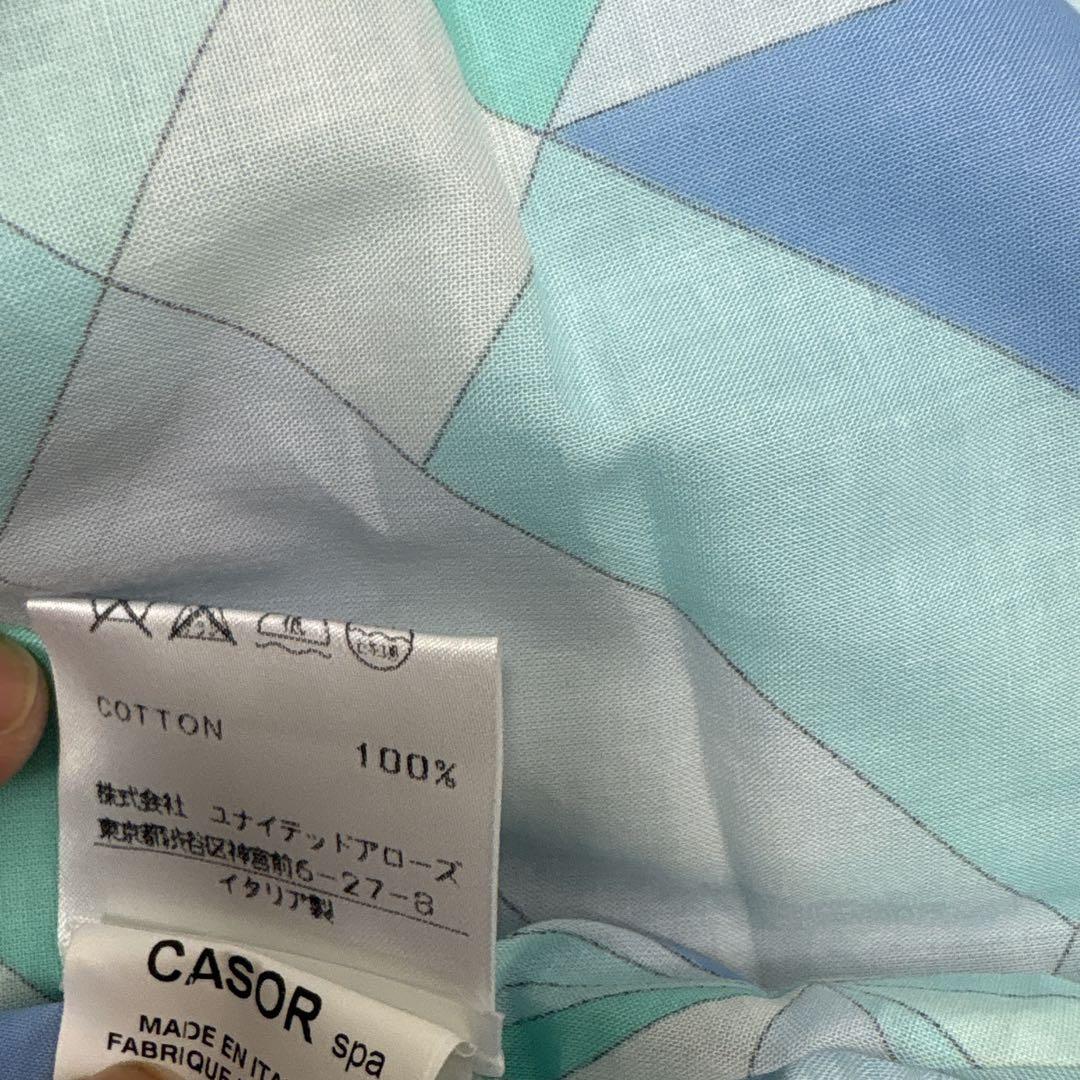 低
COTTON
100%
株式会社 ユナイテッドアローズ
東京都渋谷区神宮前6-27-8
イタリア製
CASOR spa
MADE EN ITA
FABRIQUE